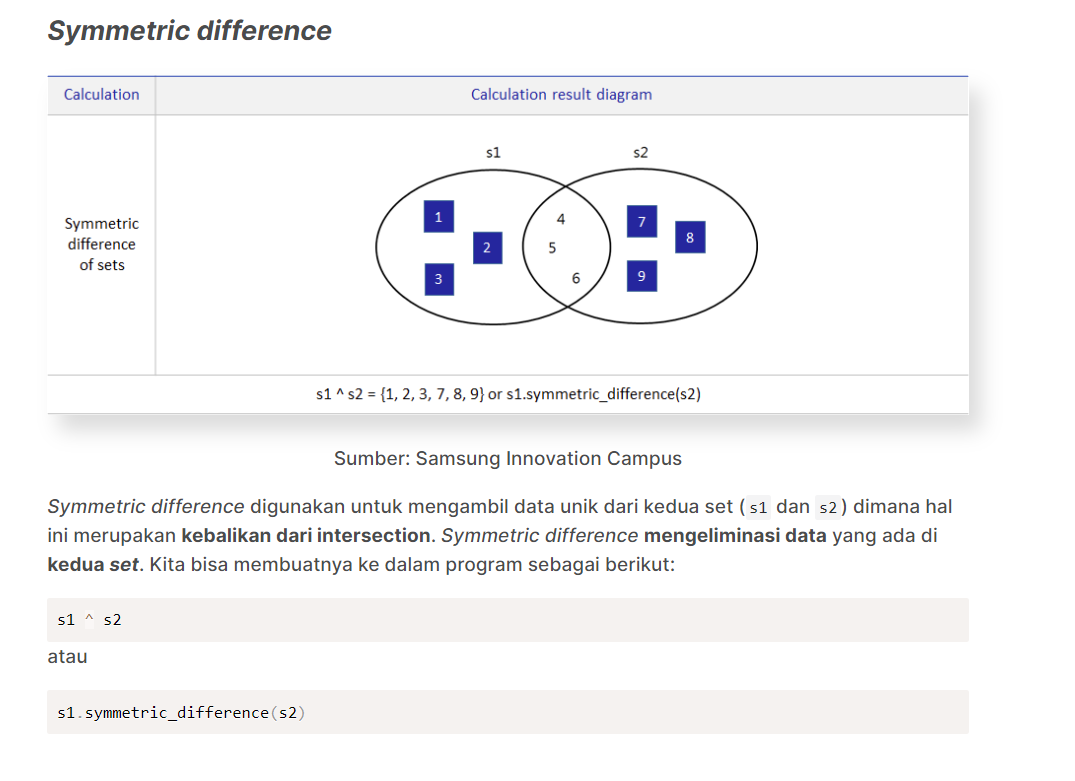 Symmetric difference
Calculation
Calculation result diagram
Symmetric
difference
of sets
s1
s2
1
2
3
4
5
6
7
8
9
s1 ^ s2 = {1, 2, 3, 7, 8, 9} or s1.symmetric_difference(s2)
Sumber: Samsung Innovation Campus
Symmetric difference digunakan untuk mengambil data unik dari kedua set ( s1 dan s2 ) dimana hal
ini merupakan kebalikan dari intersection. Symmetric difference mengeliminasi data yang ada di
kedua set. Kita bisa membuatnya ke dalam program sebagai berikut:
s1 ^ s2
atau
s1.symmetric_difference(s2)